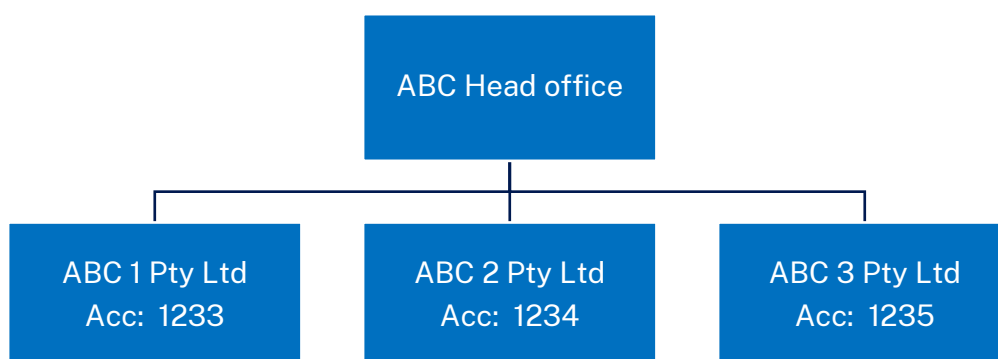 ABC Head office
ABC 1 Pty Ltd
Acc: 1233
ABC 2 Pty Ltd
Acc: 1234
ABC 3 Pty Ltd
Acc: 1235